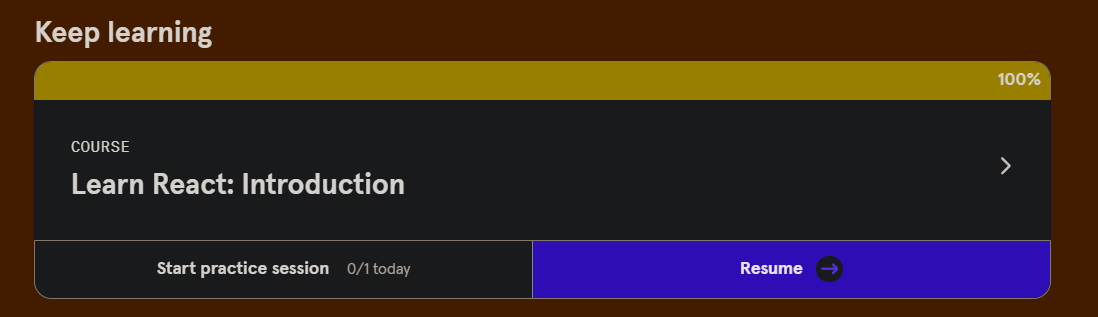 Keep learning
100%
COURSE
Learn React: Introduction
Start practice session 0/1 today
Resume